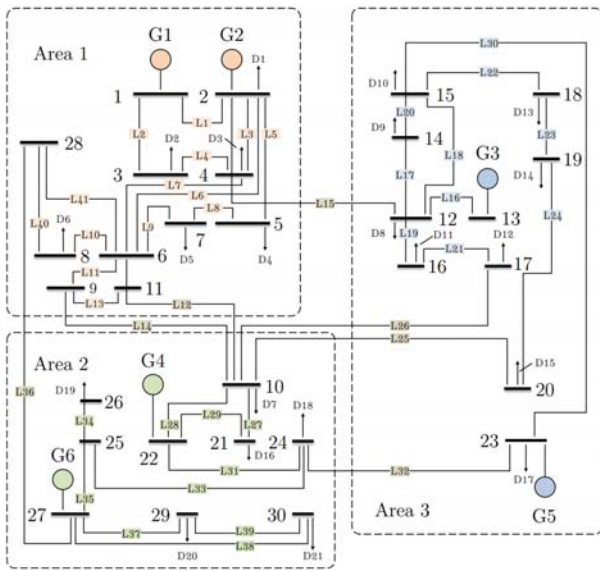 Area 1
G1
G2
D1
1
2
L1
L2
L3
L5
D2
D3
L4
3
4
L7
L6
28
L41
L40
D6
L10
L9
L8
7
5
D5
D4
8
6
L11
9
L13
11
L12
L14
L15
L30
D10
L22
15
18
L20
D13
D9
14
L23
L18
G3
19
D14
L17
L16
L24
12
13
D8
L19
D11
D12
16
L21
17
L26
L25
D15
20
Area 2
L36
G4
D19
26
10
D7
L34
L28
L29
L27
D18
25
22
21
24
D16
L31
L32
23
D17
G6
L33
L35
27
29
30
L37
L39
L38
D20
D21
Area 3
G5